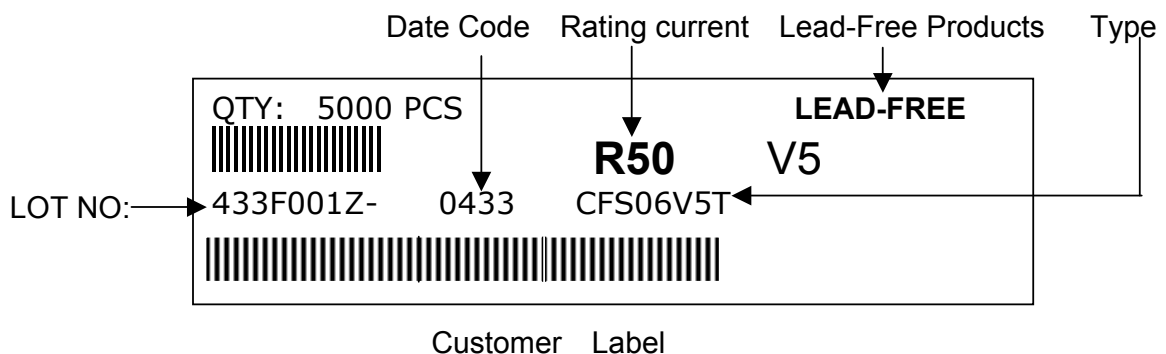 Date Code Rating current Lead-Free Products Type
QTY: 5000 PCS LEAD-FREE
R50 V5
LOT NO: 433F001Z- 0433 CFS06V5T
Customer Label